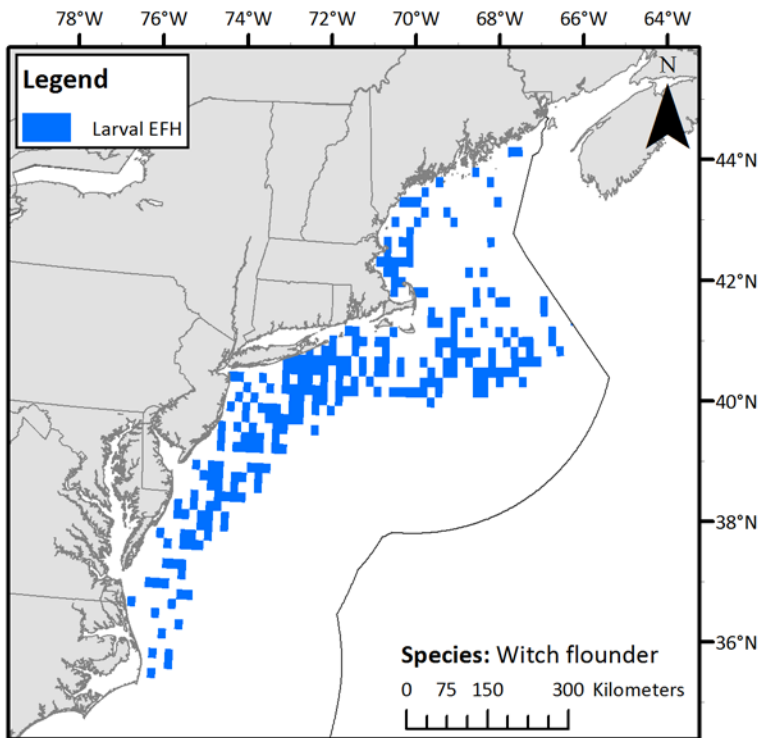 78°W 76°W 74°W 72°W 70°W 68°W 66°W 64°W
Legend
Larval EFH
N
44°N
42°N
40°N
38°N
36°N
Species: Witch flounder
0 75 150 300 Kilometers